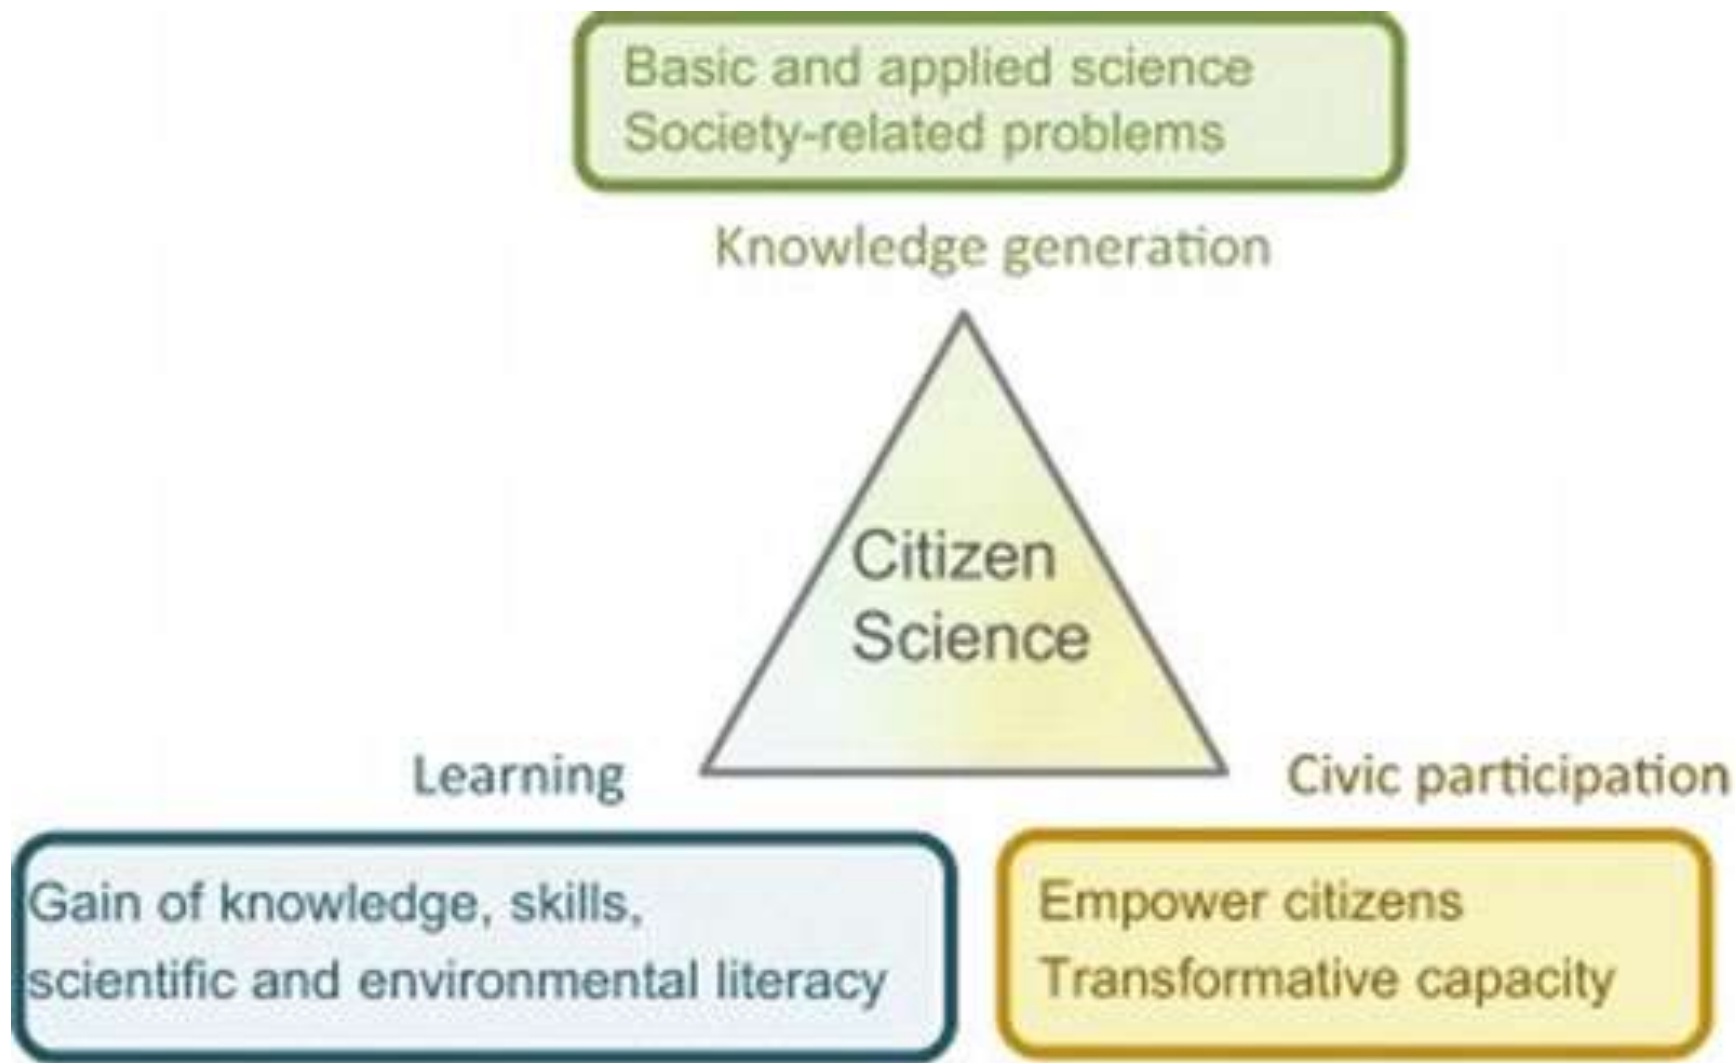 Basic and applied science
Society-related problems
Knowledge generation
Citizen
Science
Learning
Civic participation
Gain of knowledge, skills,
scientific and environmental literacy
Empower citizens
Transformative capacity